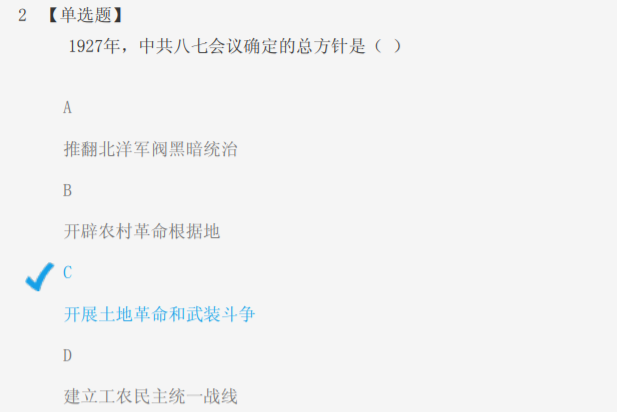 2 【单选题】
1927年，中共八七会议确定的总方针是（ ）
A
推翻北洋军阀黑暗统治
B
开辟农村革命根据地
C
开展土地革命和武装斗争
D
建立工农民主统一战线